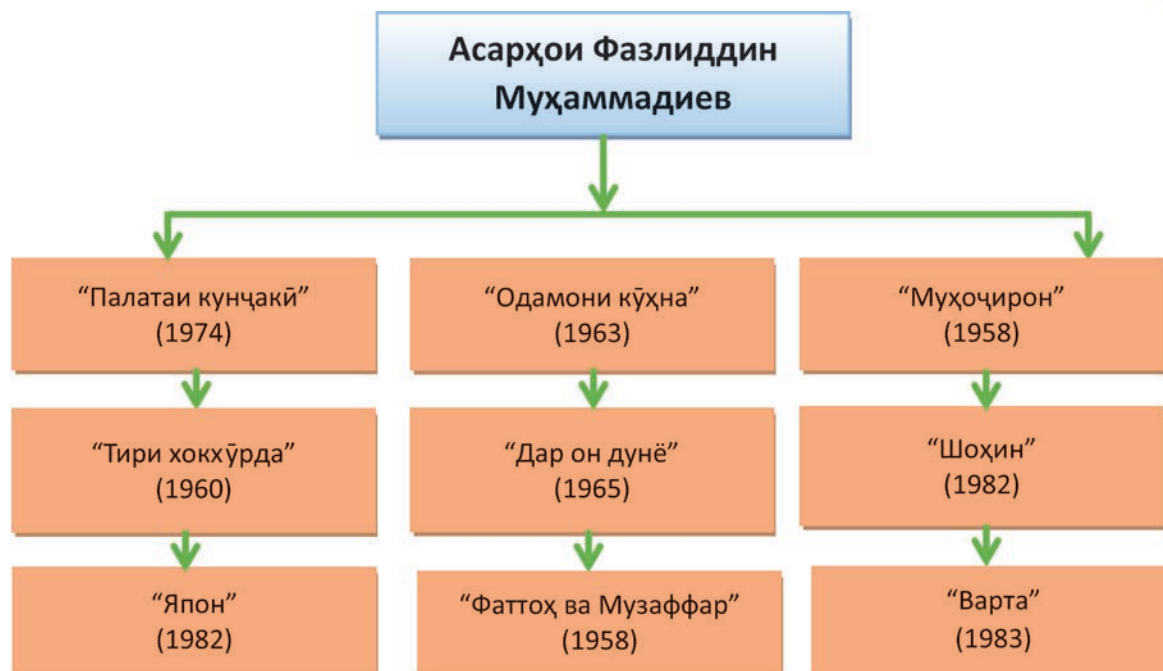 Асарҳои Фазлиддин
Муҳаммадиев
“Палатаи кунҷакӣ”
(1974)
“Одамони кӯҳна”
(1963)
“Муҳоҷирон”
(1958)
“Тири хокхӯрда”
(1960)
“Дар он дунё”
(1965)
“Шоҳин”
(1982)
“Япон”
(1982)
“Фаттоҳ ва Музаффар”
(1958)
“Варта”
(1983)